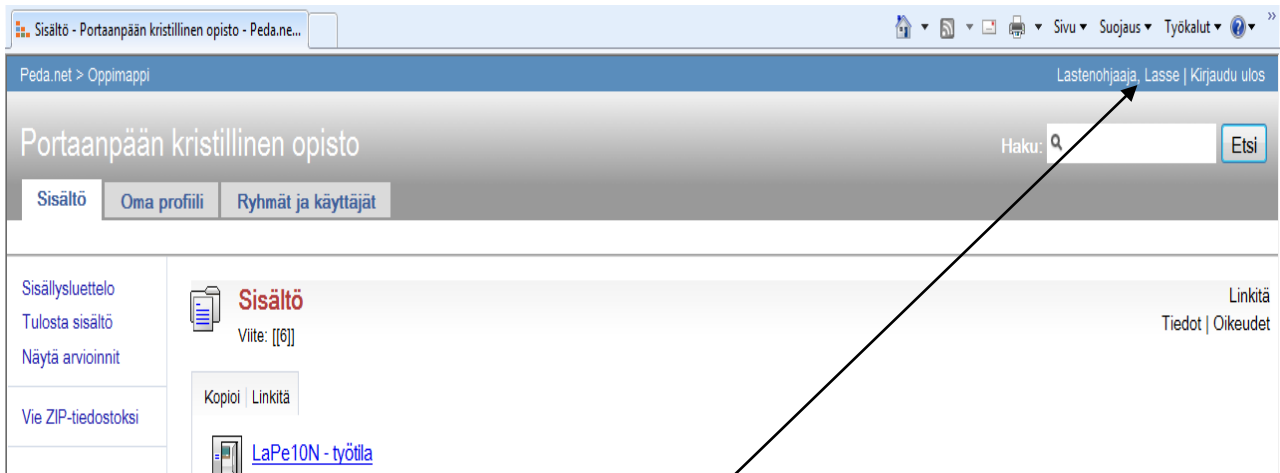 Sisältö - Portaanpään kristillinen opisto - Peda.ne...
Sivu Suojaus Työkalut
Peda.net > Oppimappi
Lastenohjaaja, Lasse | Kirjaudu ulos
Portaanpään kristillinen opisto
Haku:
Etsi
Sisältö Oma profiili Ryhmät ja käyttäjät
Sisällysluettelo
Tulosta sisältö
Näytä arvioinnit
Vie ZIP-tiedostoksi
Sisältö
Viite: [[6]]
Linkitä
Tiedot | Oikeudet
Kopioi | Linkitä
LaPe10N - työtila